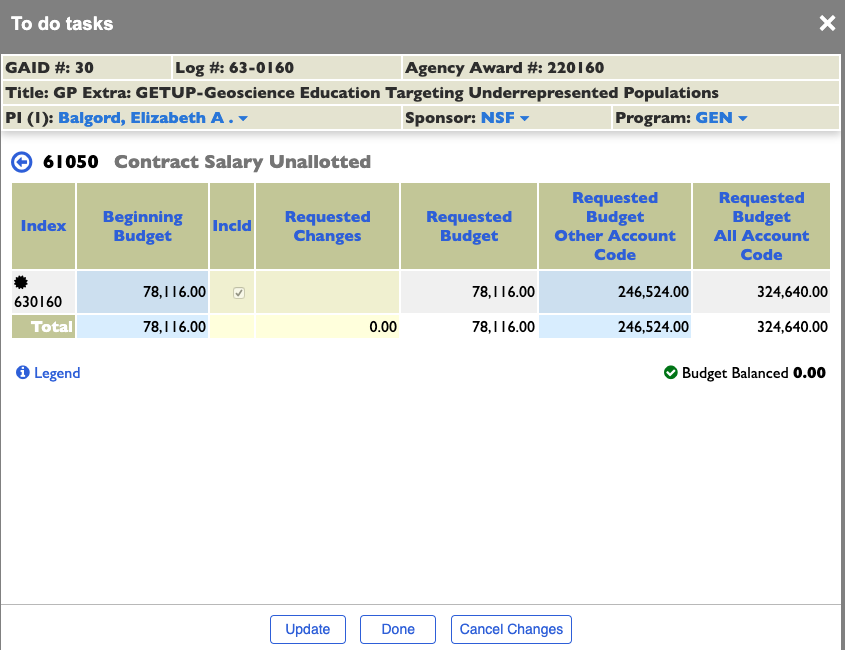 To do tasks
GAID #: 30 Log #: 63-0160 Agency Award #: 220160
Title: GP Extra: GETUP-Geoscience Education Targeting Underrepresented Populations
PI (1): Balgord, Elizabeth A . Sponsor: NSF Program: GEN
61050 Contract Salary Unallotted
Index Beginning Budget Incld Requested Changes Requested Budget Requested Budget Other Account Code Requested Budget All Account Code
630160 78,116.00 78,116.00 246,524.00 324,640.00
Total 78,116.00 0.00 78,116.00 246,524.00 324,640.00
Legend Budget Balanced 0.00
Update Done Cancel Changes